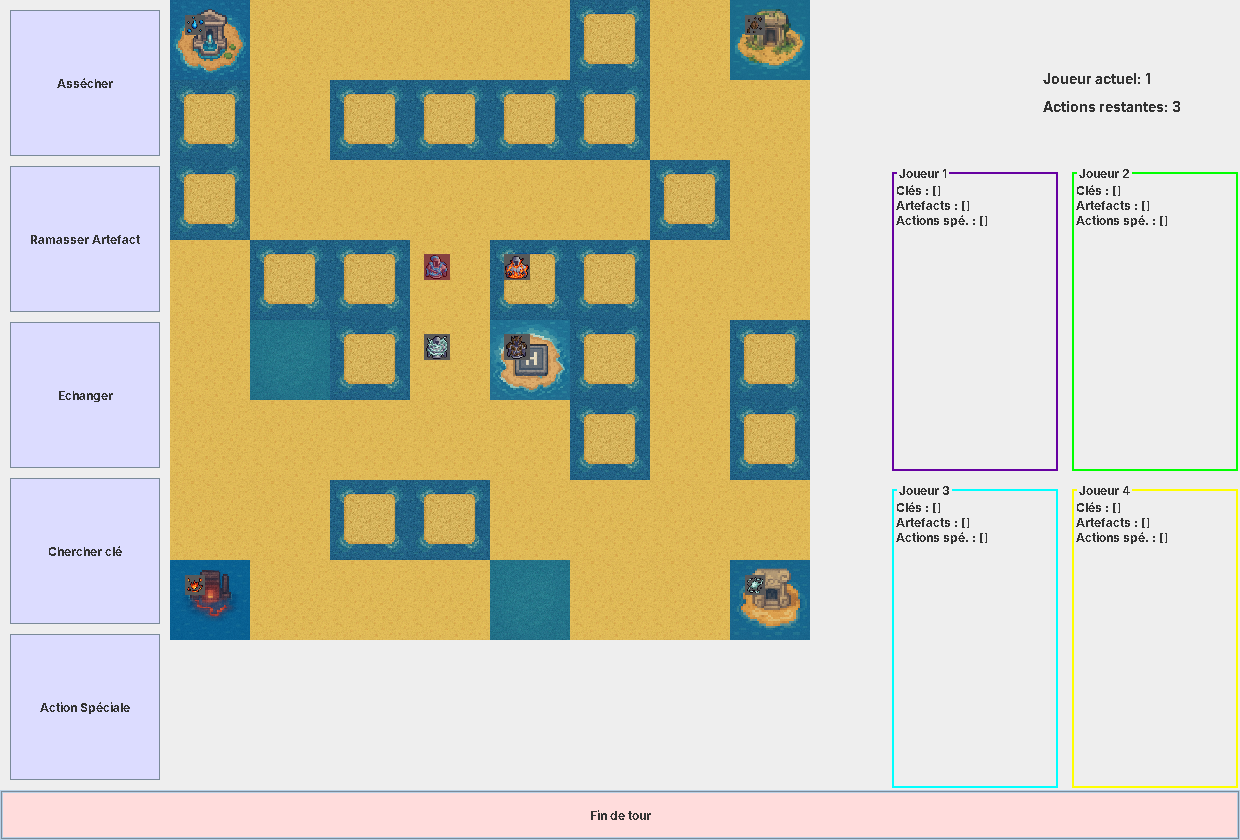 Assécher
Ramasser Artefact
Echanger
Chercher clé
Action Spéciale
H
Joueur actuel: 1
Actions restantes: 3
Joueur 1
Clés : []
Artefacts : []
Actions spé. : []
Joueur 2
Clés : []
Artefacts : []
Actions spé. : []
Joueur 3
Clés : []
Artefacts : []
Actions spé. : []
Joueur 4
Clés : []
Artefacts : []
Actions spé. : []
Fin de tour